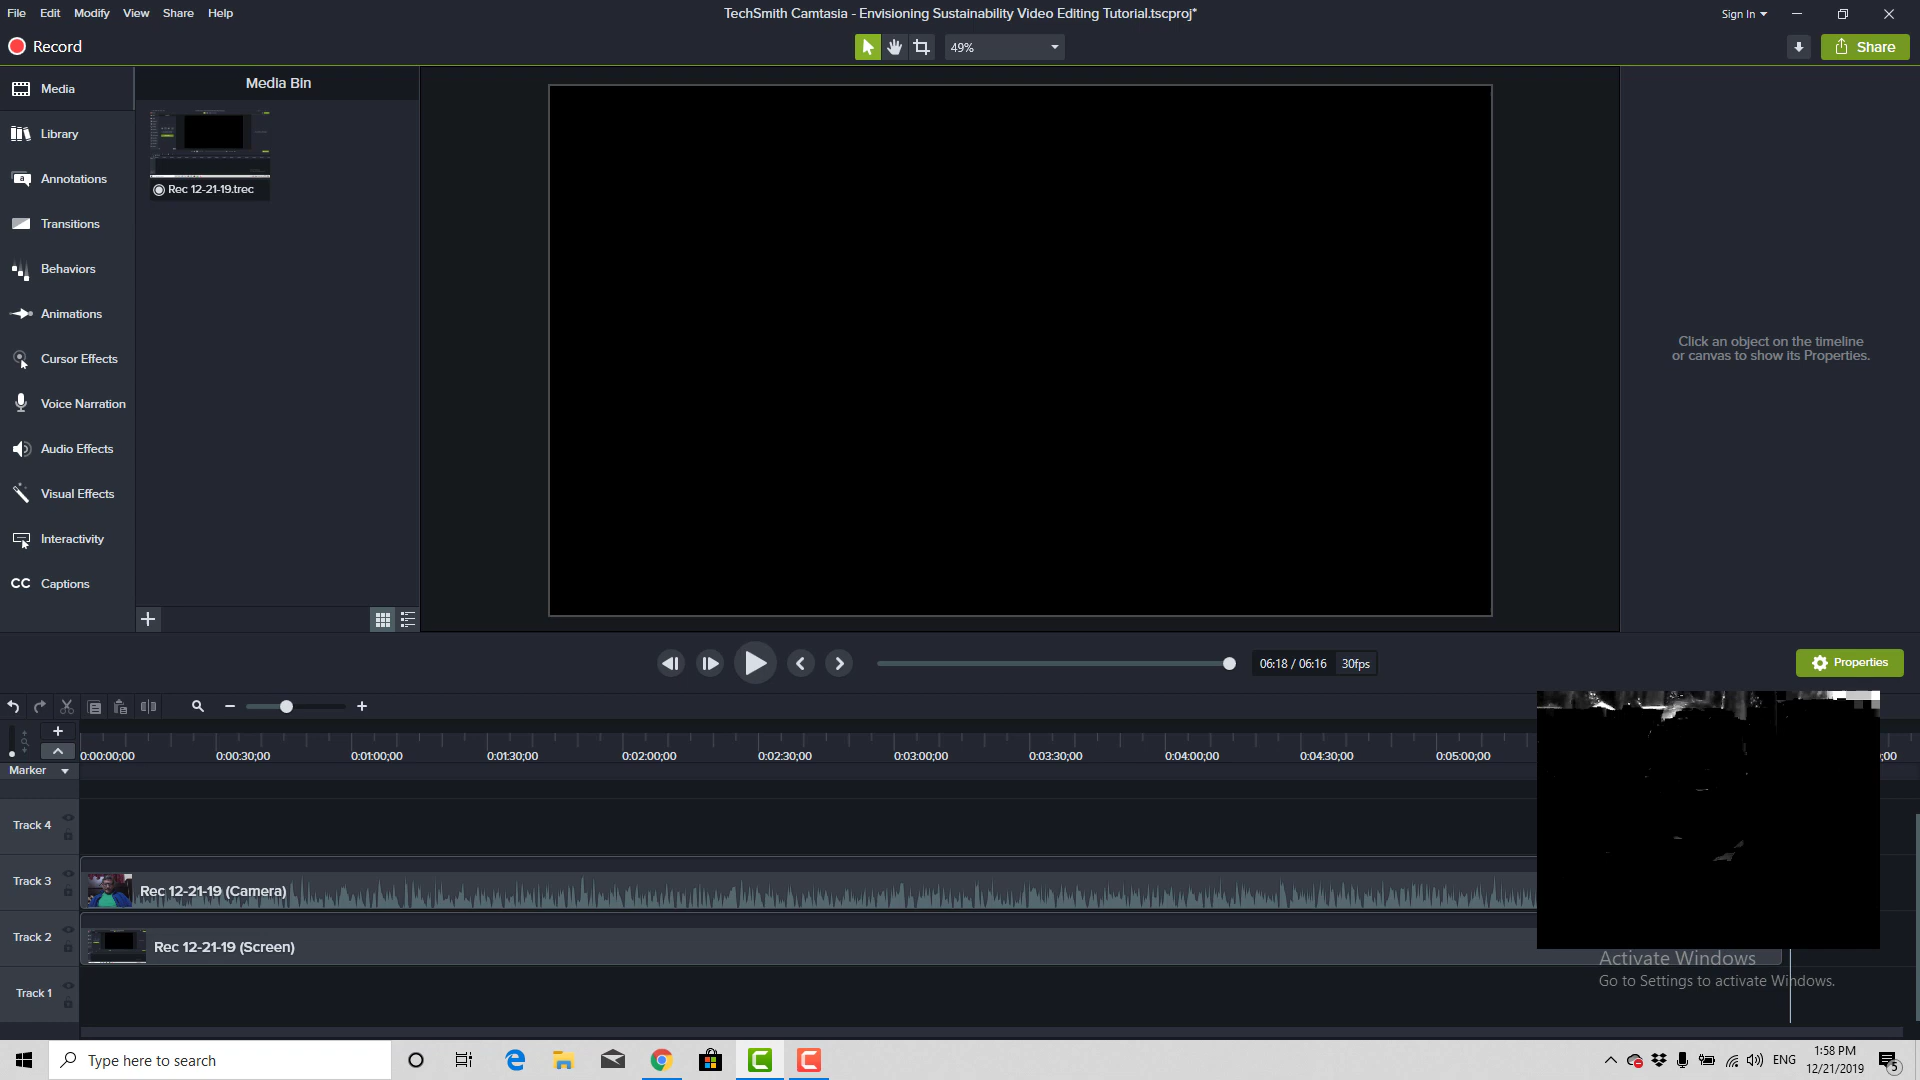 File Edit Modify View Share Help
TechSmith Camtasia - Envisioning Sustainability Video Editing Tutorial.tscproj*
Sign In
Record
49%
Share
Media
Library
Annotations
Transitions
Behaviors
Animations
Cursor Effects
Voice Narration
Audio Effects
Visual Effects
Interactivity
CC Captions
Media Bin
Rec 12-21-19.trec
Click an object on the timeline
or canvas to show its Properties.
06:18 / 06:16 30fps
Properties
0:00:00;00 0:00:30;00 0:01:00;00 0:01:30;00 0:02:00;00 0:02:30;00 0:03:00;00 0:03:30;00 0:04:00;00 0:04:30;00 0:05:00;00 ;00
Marker
Track 4
Track 3
Rec 12-21-19 (Camera)
Track 2
Rec 12-21-19 (Screen)
Track 1
Activate Windows
Go to Settings to activate Windows.
Type here to search
ENG
1:58 PM
12/21/2019
5